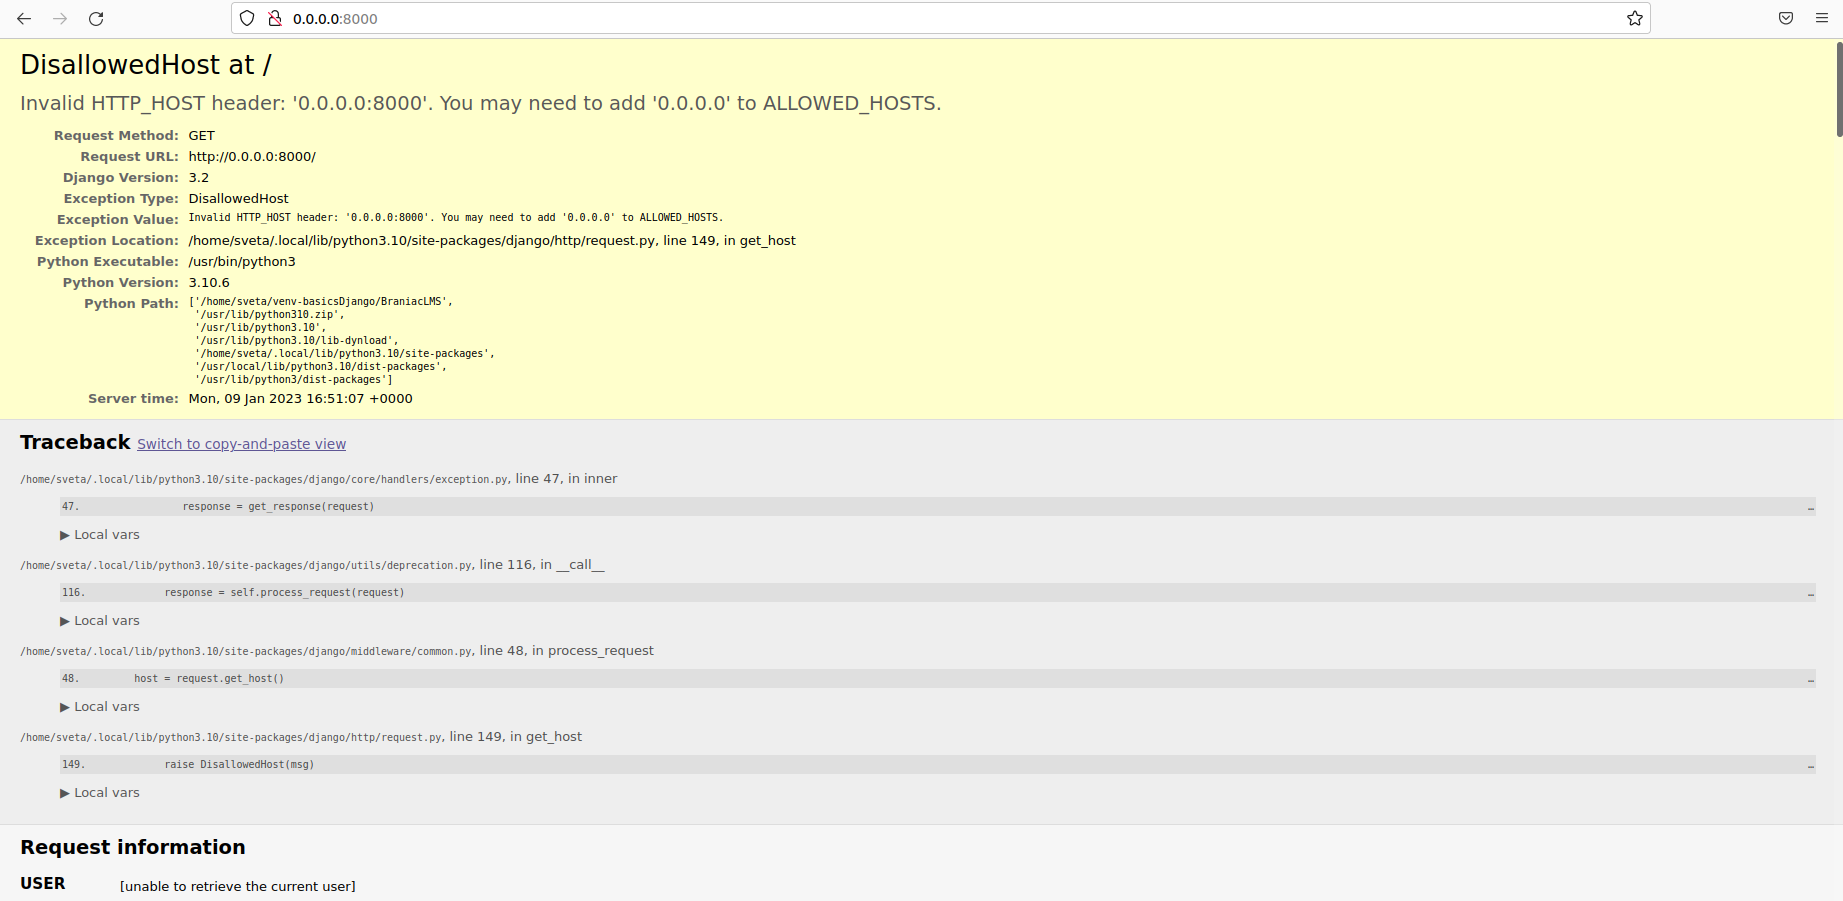 0.0.0.0:8000
DisallowedHost at /
Invalid HTTP_HOST header: '0.0.0.0:8000'. You may need to add '0.0.0.0' to ALLOWED_HOSTS.
Request Method: GET
Request URL: http://0.0.0.0:8000/
Django Version: 3.2
Exception Type: DisallowedHost
Exception Value: Invalid HTTP_HOST header: '0.0.0.0:8000'. You may need to add '0.0.0.0' to ALLOWED_HOSTS.
Exception Location: /home/sveta/.local/lib/python3.10/site-packages/django/http/request.py, line 149, in get_host
Python Executable: /usr/bin/python3
Python Version: 3.10.6
Python Path: ['/home/sveta/venv-basicsDjango/BraniacLMS',
'/usr/lib/python310.zip',
'/usr/lib/python3.10',
'/usr/lib/python3.10/lib-dynload',
'/home/sveta/.local/lib/python3.10/site-packages',
'/usr/local/lib/python3.10/dist-packages',
'/usr/lib/python3/dist-packages']
Server time: Mon, 09 Jan 2023 16:51:07 +0000
Traceback Switch to copy-and-paste view
/home/sveta/.local/lib/python3.10/site-packages/django/core/handlers/exception.py, line 47, in inner
47. response = get_response(request) …
▶ Local vars
/home/sveta/.local/lib/python3.10/site-packages/django/utils/deprecation.py, line 116, in __call__
116. response = self.process_request(request) …
▶ Local vars
/home/sveta/.local/lib/python3.10/site-packages/django/middleware/common.py, line 48, in process_request
48. host = request.get_host() …
▶ Local vars
/home/sveta/.local/lib/python3.10/site-packages/django/http/request.py, line 149, in get_host
149. raise DisallowedHost(msg) …
▶ Local vars
Request information
USER [unable to retrieve the current user]